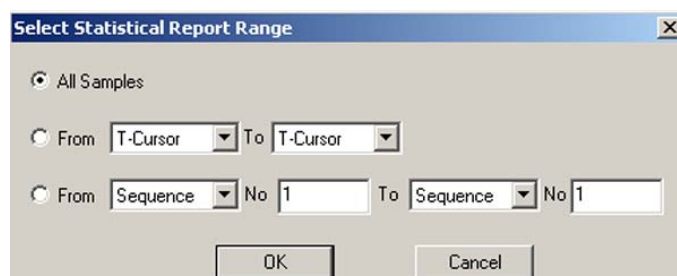 Select Statistical Report Range
All Samples
From T-Cursor To T-Cursor
From Sequence No 1 To Sequence No 1
OK Cancel